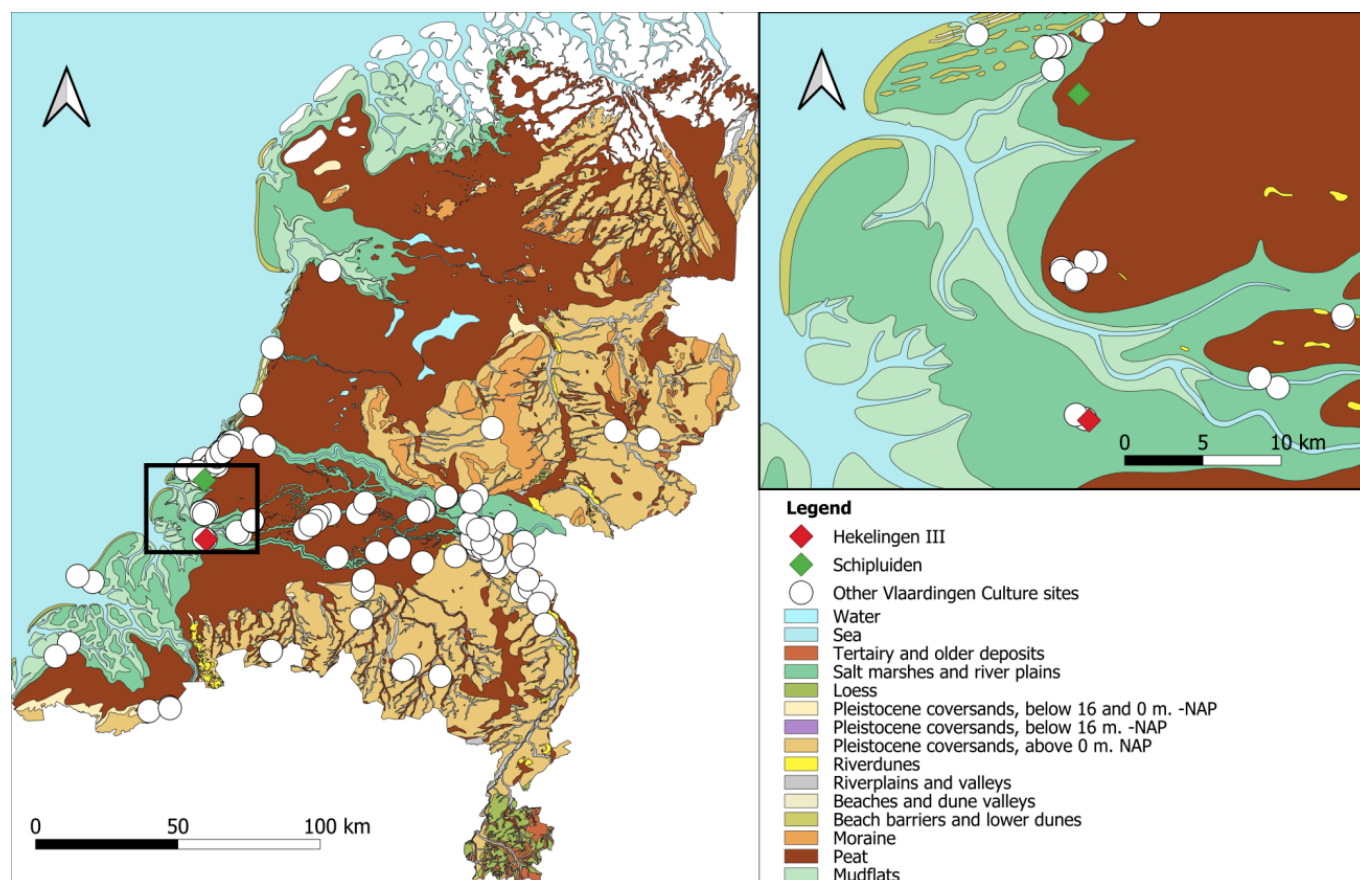 0 5 10 km
0 50 100 km
Legend
Hekelingen III
Schipluiden
Other Vlaardingen Culture sites
Water
Sea
Tertairy and older deposits
Salt marshes and river plains
Loess
Pleistocene coversands, below 16 and 0 m. -NAP
Pleistocene coversands, below 16 m. -NAP
Pleistocene coversands, above 0 m. NAP
Riverdunes
Riverplains and valleys
Beaches and dune valleys
Beach barriers and lower dunes
Moraine
Peat
Mudflats